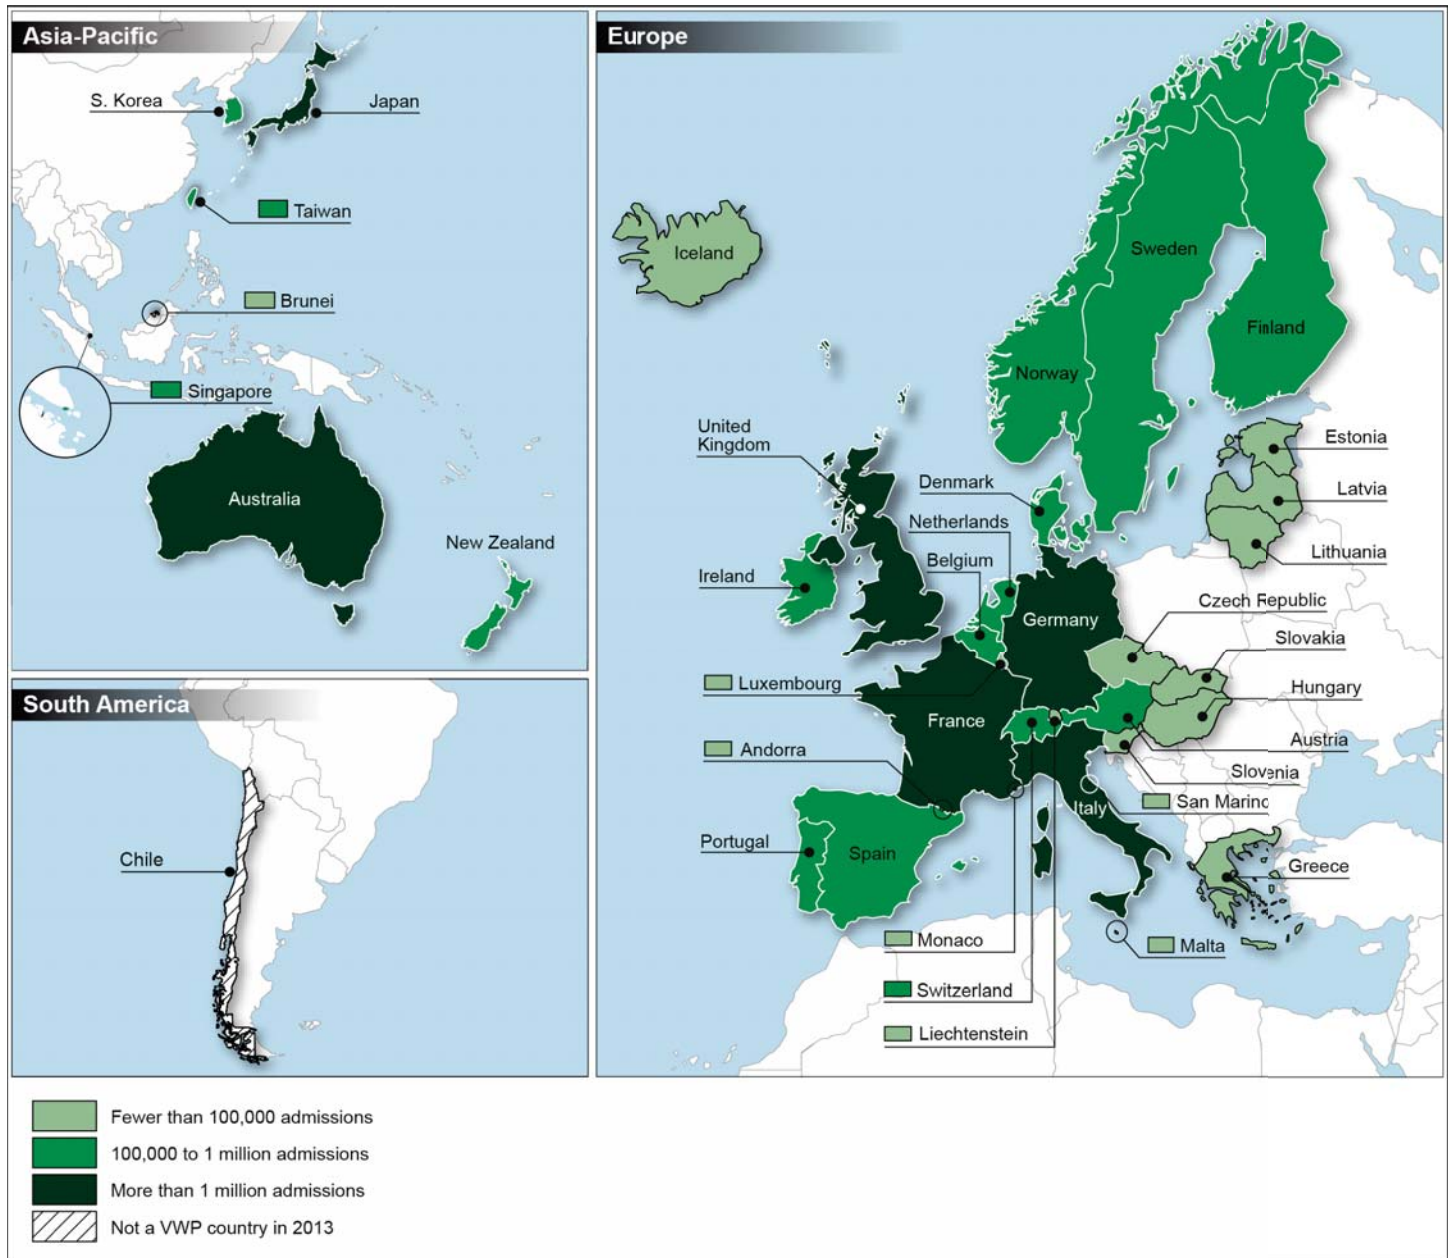 Asia-Pacific
S. Korea
Japan
Taiwan
Brunei
Singapore
Australia
New Zealand
South America
Chile
Europe
Iceland
Sweden
Finland
Norway
United
Kingdom
Denmark
Netherlands
Belgium
Ireland
Estonia
Latvia
Lithuania
Czech Republic
Germany
Slovakia
Luxembourg
Hungary
France
Andorra
Austria
Slovenia
San Marino
Italy
Portugal
Spain
Greece
Monaco
Malta
Switzerland
Liechtenstein
Fewer than 100,000 admissions
100,000 to 1 million admissions
More than 1 million admissions
Not a VWP country in 2013